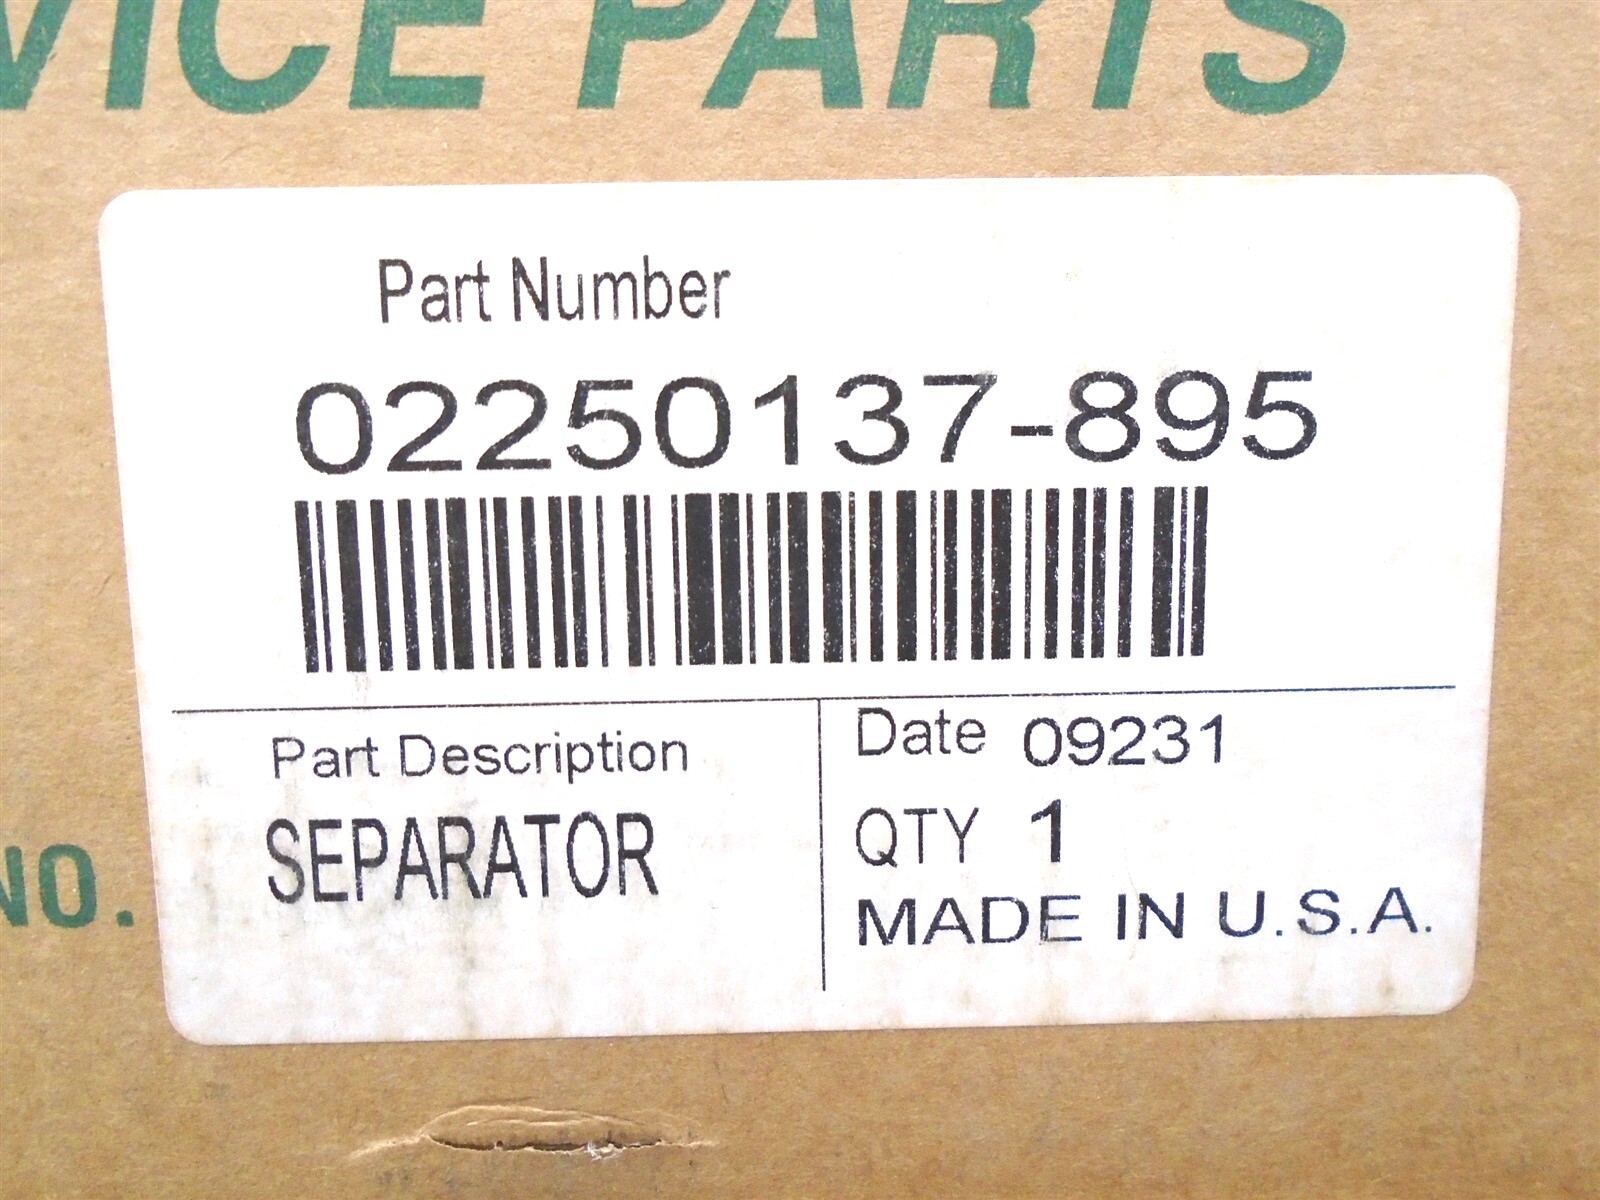 VICE PARTS
Part Number
02250137-895
Part Description
SEPARATOR
Date 09231
QTY 1
MADE IN U.S.A.
NO.